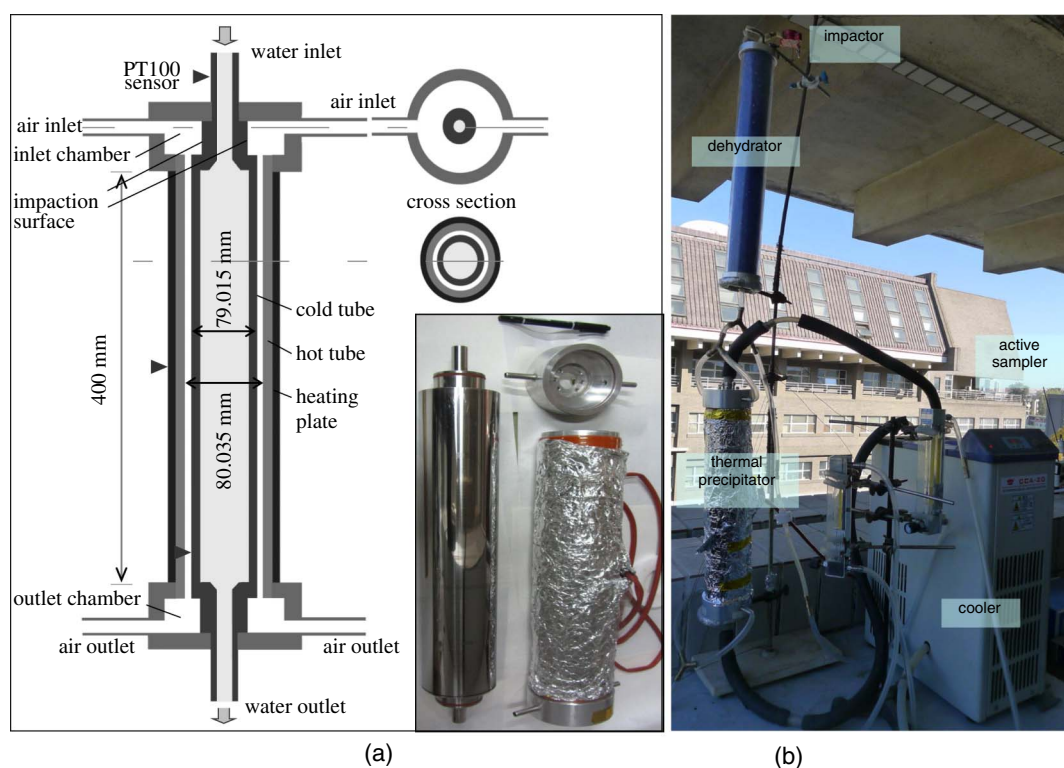 water inlet
PT100
sensor
air inlet
air inlet
inlet chamber
impaction
surface
cross section
400 mm
79.015 mm
80.035 mm
cold tube
hot tube
heating
plate
outlet chamber
air outlet
air outlet
water outlet
(a)
impactor
dehydrator
active
sampler
thermal
precipitator
cooler
(b)